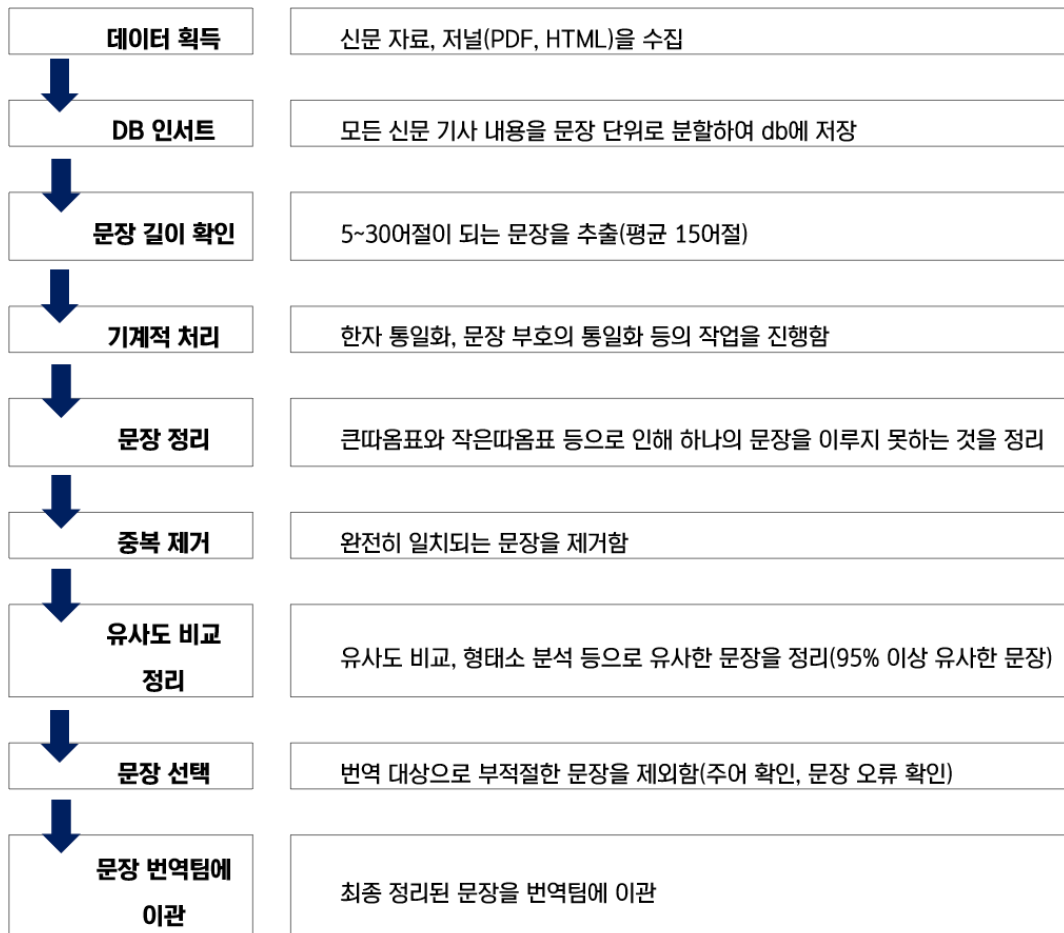 데이터 획득
신문 자료, 저널(PDF, HTML)을 수집
DB 인서트
모든 신문 기사 내용을 문장 단위로 분할하여 db에 저장
문장 길이 확인
5~30어절이 되는 문장을 추출(평균 15어절)
기계적 처리
한자 통일화, 문장 부호의 통일화 등의 작업을 진행함
문장 정리
큰따옴표와 작은따옴표 등으로 인해 하나의 문장을 이루지 못하는 것을 정리
중복 제거
완전히 일치되는 문장을 제거함
유사도 비교
정리
유사도 비교, 형태소 분석 등으로 유사한 문장을 정리(95% 이상 유사한 문장)
문장 선택
번역 대상으로 부적절한 문장을 제외함(주어 확인, 문장 오류 확인)
문장 번역팀에
이관
최종 정리된 문장을 번역팀에 이관